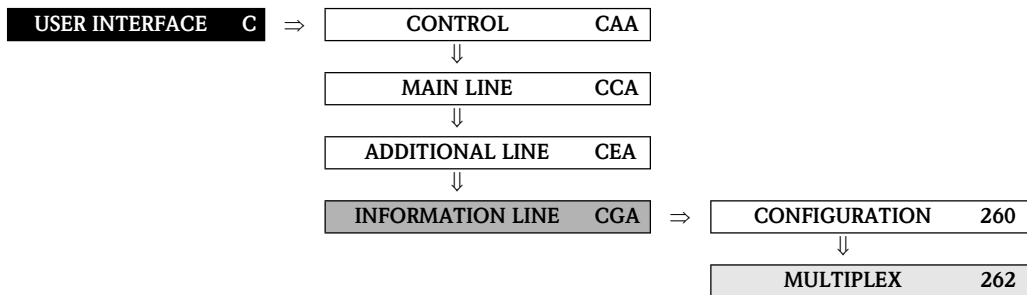 USER INTERFACE C ⇒ CONTROL CAA
⇓
MAIN LINE CCA
⇓
ADDITIONAL LINE CEA
⇓
INFORMATION LINE CGA ⇒ CONFIGURATION 260
⇓
MULTIPLEX 262